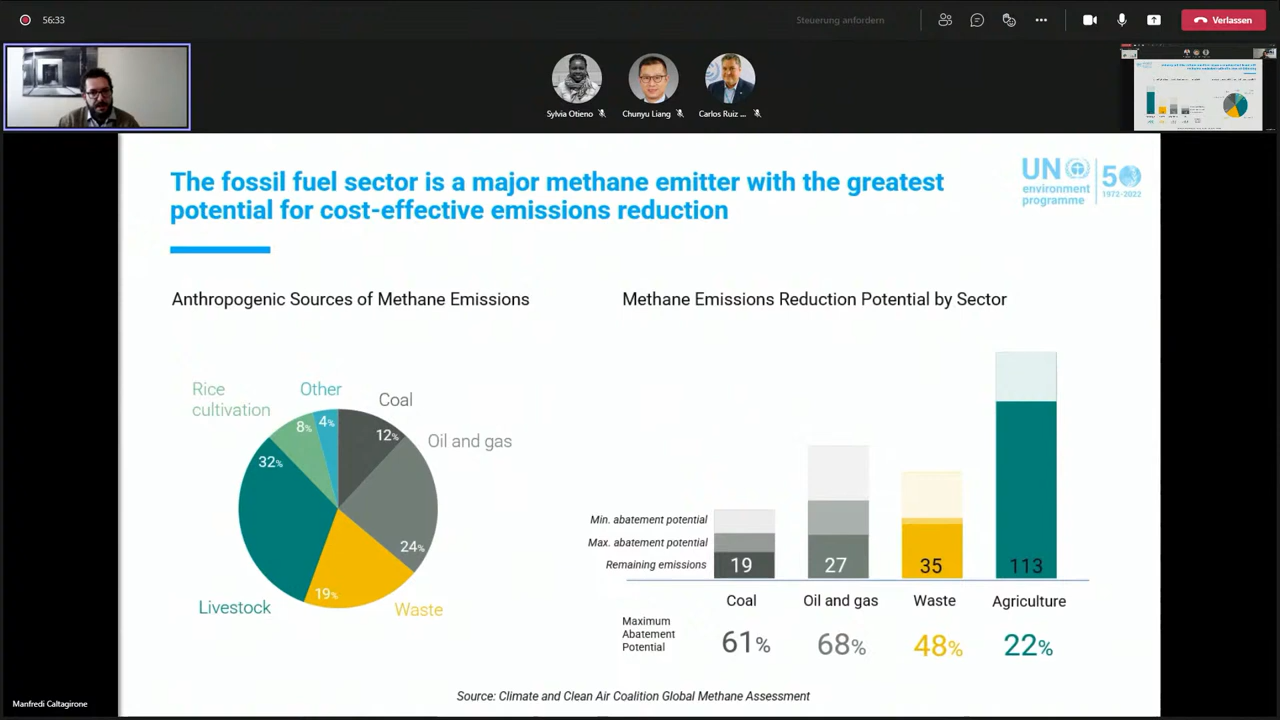 56:33
Steuerung anfordern
Verlassen
Sylvia Otieno
Chunyu Liang
Carlos Ruiz ...
The fossil fuel sector is a major methane emitter with the greatest
potential for cost-effective emissions reduction
UN
environment
programme
50
1972-2022
Anthropogenic Sources of Methane Emissions
Rice
cultivation
Other
Coal
Oil and gas
8%
4%
12%
32%
24%
19%
Livestock
Waste
Methane Emissions Reduction Potential by Sector
Min. abatement potential
Max. abatement potential
Remaining emissions
19
27
35
113
Coal
Oil and gas
Waste
Agriculture
Maximum
Abatement
Potential
61%
68%
48%
22%
Source: Climate and Clean Air Coalition Global Methane Assessment
Manfredi Caltagirone